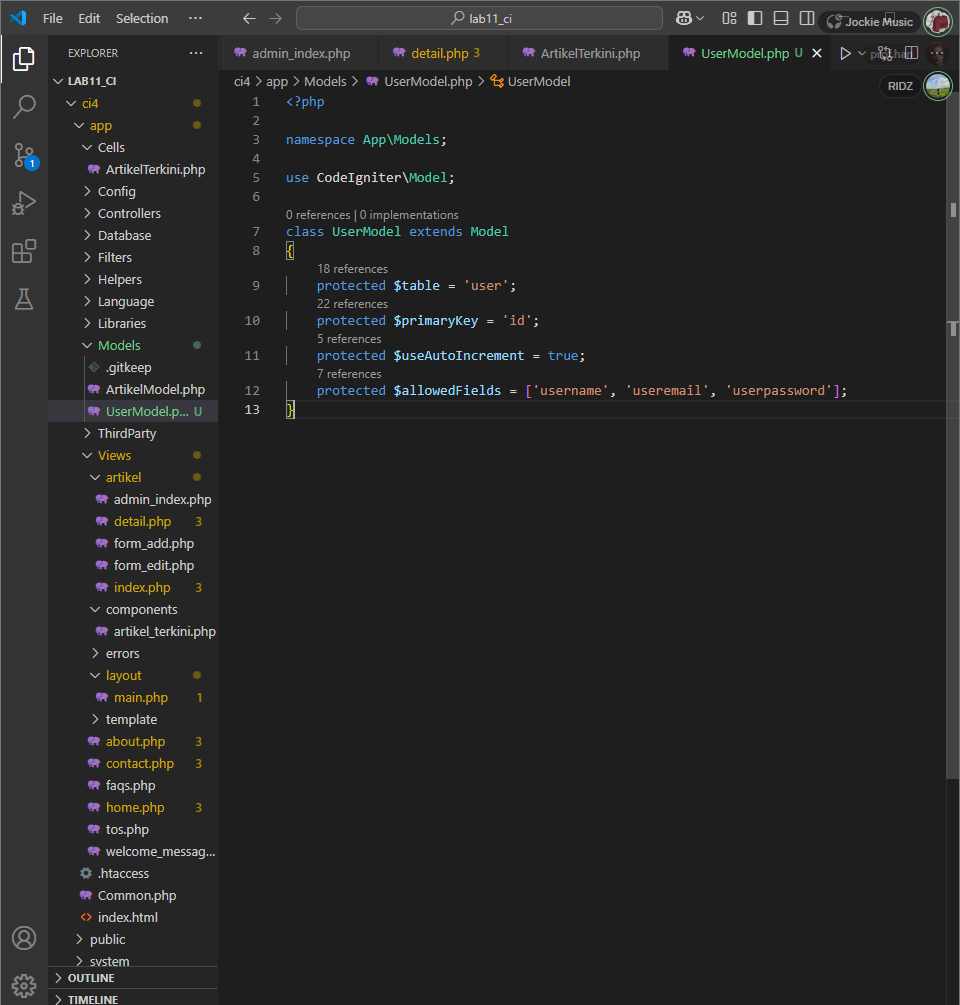 File Edit Selection ··· lab11_ci Jockie Music
EXPLORER ···
admin_index.php detail.php 3 ArtikelTerkini.php UserModel.php U
LAB11_CI
ci4
app
Cells
ArtikelTerkini.php
Config
Controllers
Database
Filters
Helpers
Language
Libraries
Models
.gitkeep
ArtikelModel.php
UserModel.p... U
ThirdParty
Views
artikel
admin_index.php
detail.php 3
form_add.php
form_edit.php
index.php 3
components
artikel_terkini.php
errors
layout
main.php 1
template
about.php 3
contact.php 3
faqs.php
home.php 3
tos.php
welcome_messag...
.htaccess
Common.php
index.html
public
system
OUTLINE
TIMELINE
1
RIDZ
ci4 > app > Models > UserModel.php > UserModel
1 <?php
2
3 namespace App\Models;
4
5 use CodeIgniter\Model;
6
0 references | 0 implementations
7 class UserModel extends Model
8 {
18 references
9 protected $table = 'user';
22 references
10 protected $primaryKey = 'id';
5 references
11 protected $useAutoIncrement = true;
7 references
12 protected $allowedFields = ['username', 'useremail', 'userpassword'];
13 }